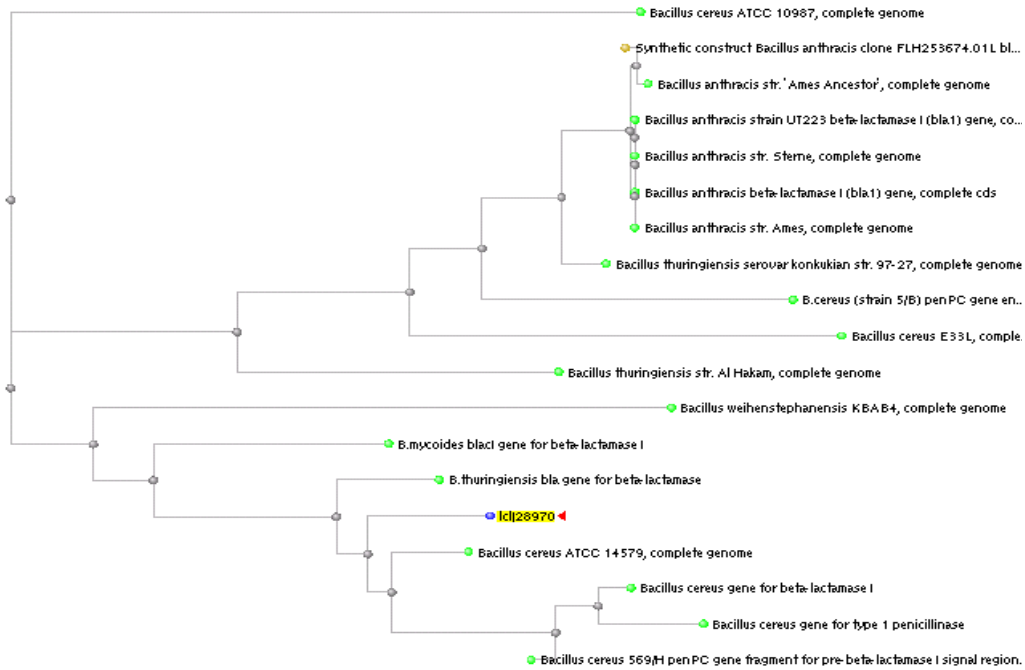 Bacillus cereus ATCC 10987, complete genome
Synthetic construct Bacillus anthracis clone FLH253674.01L bl...
Bacillus anthracis str. 'Ames Ancestor', complete genome
Bacillus anthracis strain UT223 beta-lactamase I (bla1) gene, co...
Bacillus anthracis str. Sterne, complete genome
Bacillus anthracis beta-lactamase I (bla1) gene, complete cds
Bacillus anthracis str. Ames, complete genome
Bacillus thuringiensis serovar konkukian str. 97-27, complete genome
B.cereus (strain 5/B) penPC gene en...
Bacillus cereus E33L, comple
Bacillus thuringiensis str. Al Hakam, complete genome
Bacillus weihenstephanensis KBAB4, complete genome
B.mycoides blacI gene for beta-lactamase I
B.thuringiensis bla gene for beta-lactamase
lcl|28970
Bacillus cereus ATCC 14579, complete genome
Bacillus cereus gene for beta-lactamase I
Bacillus cereus gene for type 1 penicillinase
Bacillus cereus 569/H penPC gene fragment for pre-beta-lactamase I signal region...